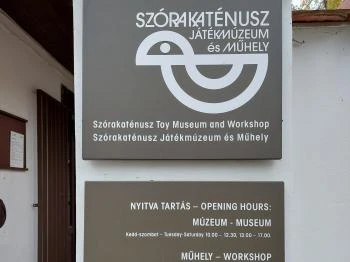 SZÓRAKATÉNUSZ
JÁTÉKMÚZEUM
és MŰHELY
Szórakaténusz Toy Museum and Workshop
Szórakaténusz Játékmúzeum és Műhely
NYITVA TARTÁS – OPENING HOURS:
MÚZEUM - MUSEUM
Kedd-szombat – Tuesday-Saturday 10.00 – 12.30, 13.00 – 17.00.
MŰHELY – WORKSHOP